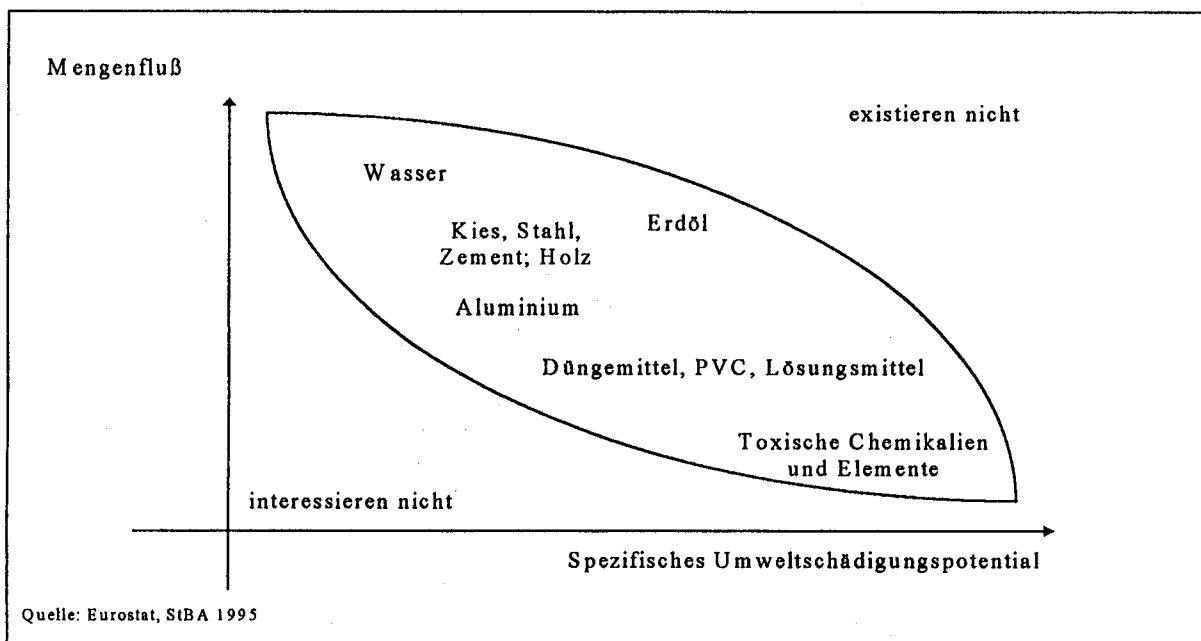 Mengenfluß
existieren nicht
Wasser
Erdöl
Kies, Stahl,
Zement; Holz
Aluminium
Düngemittel, PVC, Lösungsmittel
Toxische Chemikalien
und Elemente
interessieren nicht
Spezifisches Umweltschädigungspotential
Quelle: Eurostat, StBA 1995